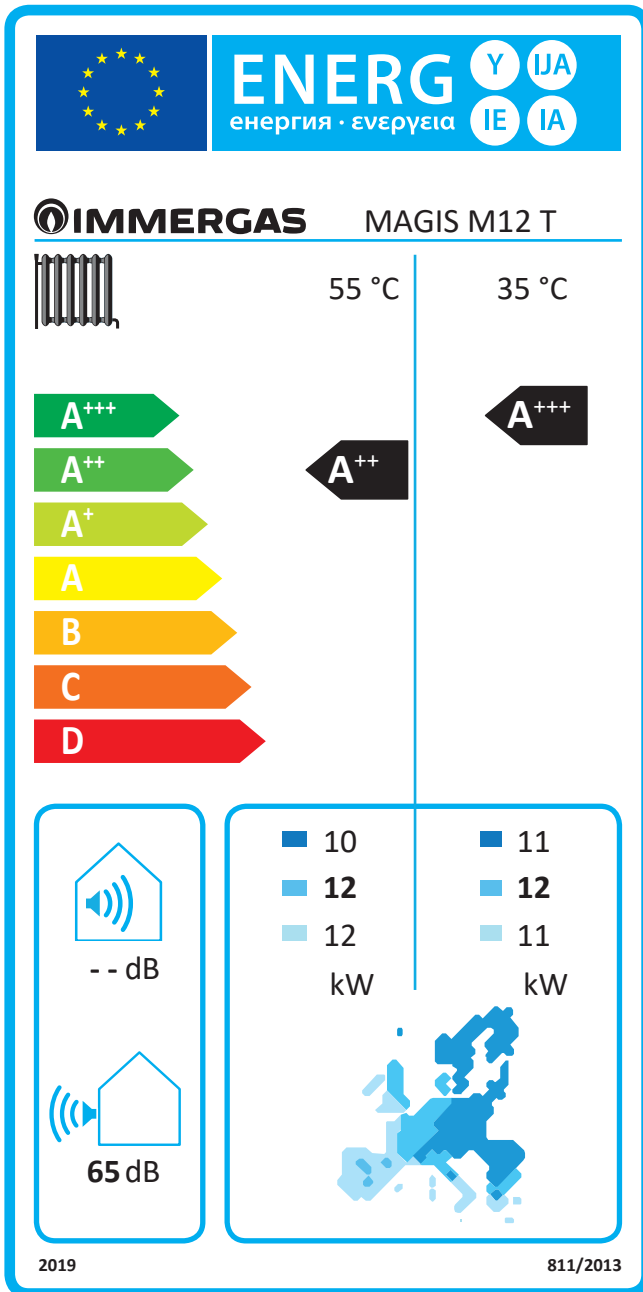 ENERG Y IJA
енергия · ενεργεια IE IA
IMMERGAS MAGIS M12 T
55 °C 35 °C
A+++ A+++
A++ A++
A+
A
B
C
D
10 11
12 12
12 11
kW kW
- - dB
65 dB
2019 811/2013